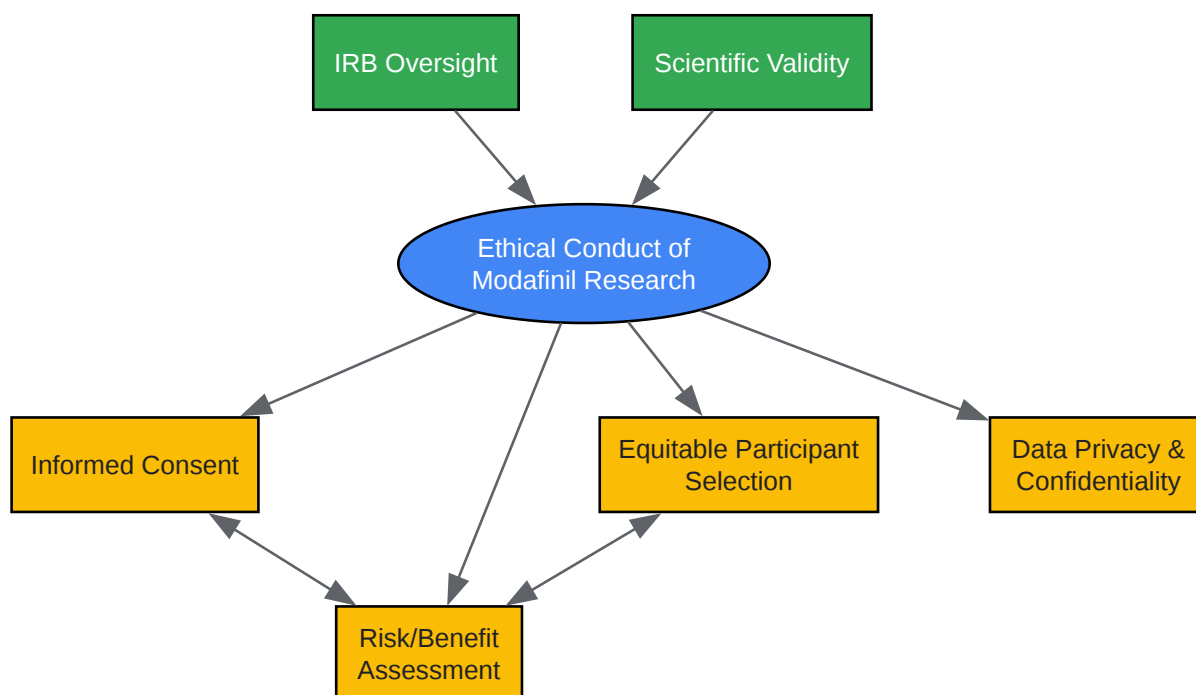 IRB Oversight
Scientific Validity
Ethical Conduct of
Modafinil Research
Informed Consent
Equitable Participant
Selection
Data Privacy &
Confidentiality
Risk/Benefit
Assessment